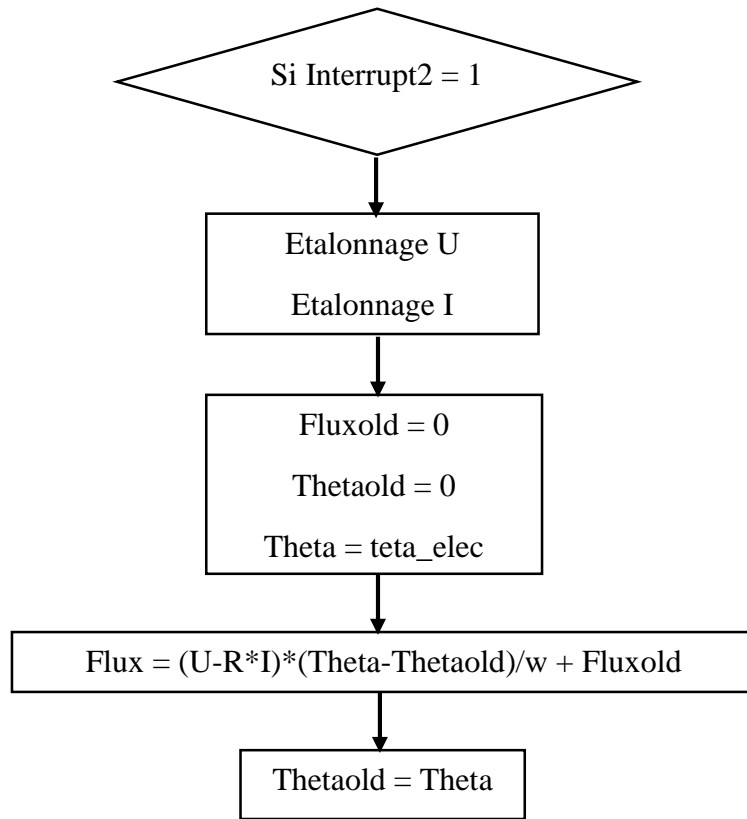 Si Interrupt2 = 1
Etalonnage U
Etalonnage I
Fluxold = 0
Thetaold = 0
Theta = teta_elec
Flux = (U-R*I)*(Theta-Thetaold)/w + Fluxold
Thetaold = Theta